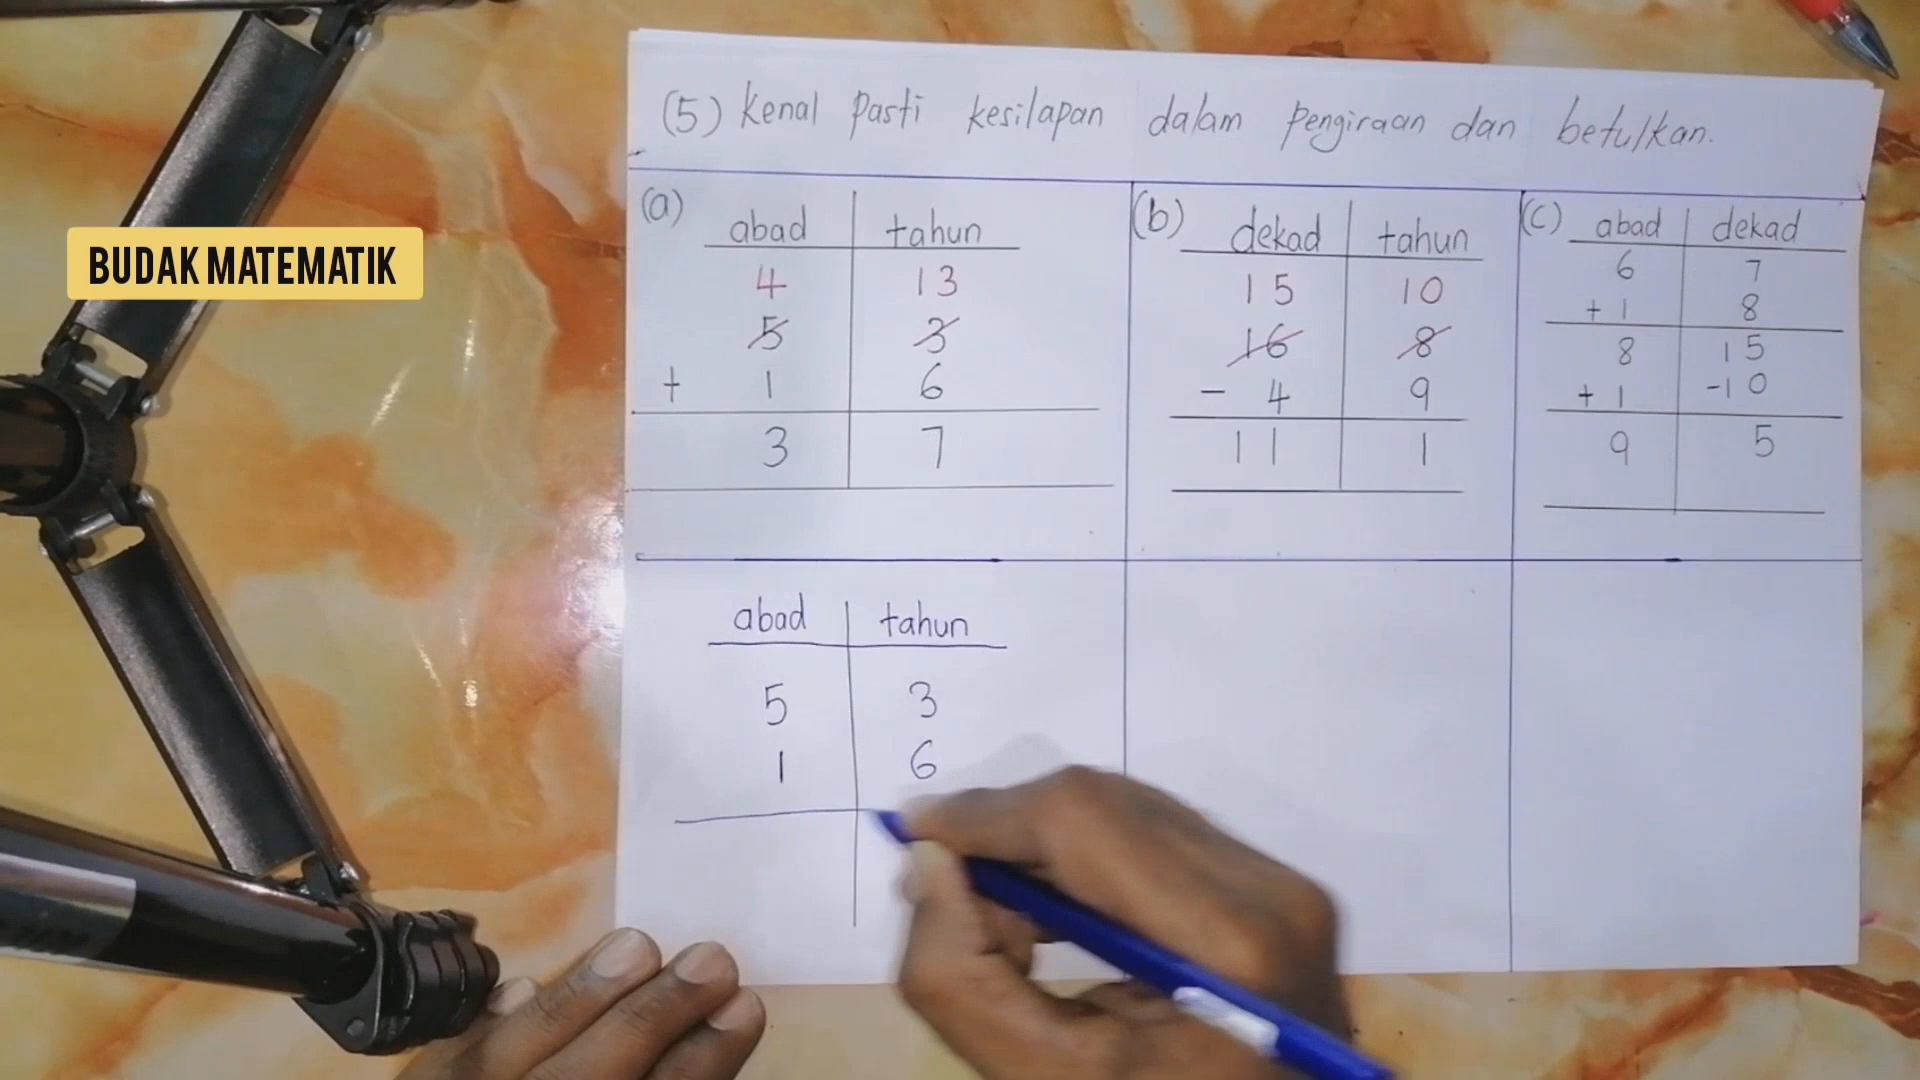 BUDAK MATEMATIK
(5) Kenal pasti kesilapan dalam pengiraan dan betulkan.
(a) abad tahun
4 13
5 3
+ 1 6
3 7
(b) dekad tahun
15 10
16 8
- 4 9
11 1
(c) abad dekad
6 7
+ 1 8
8 15
+ 1 -10
9 5
abad tahun
5 3
1 6